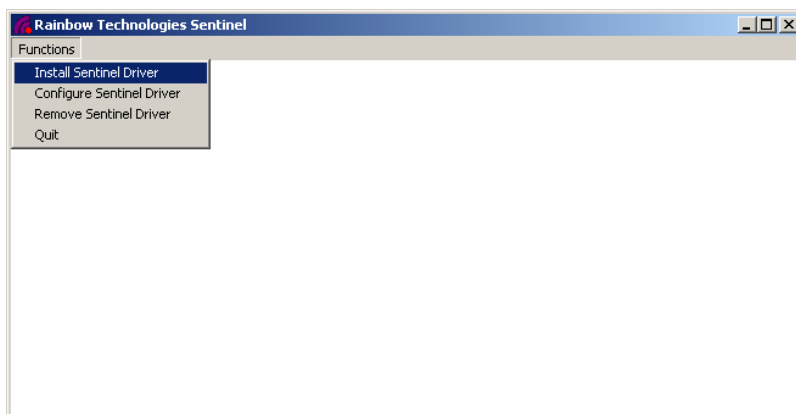 Rainbow Technologies Sentinel
Functions
Install Sentinel Driver
Configure Sentinel Driver
Remove Sentinel Driver
Quit